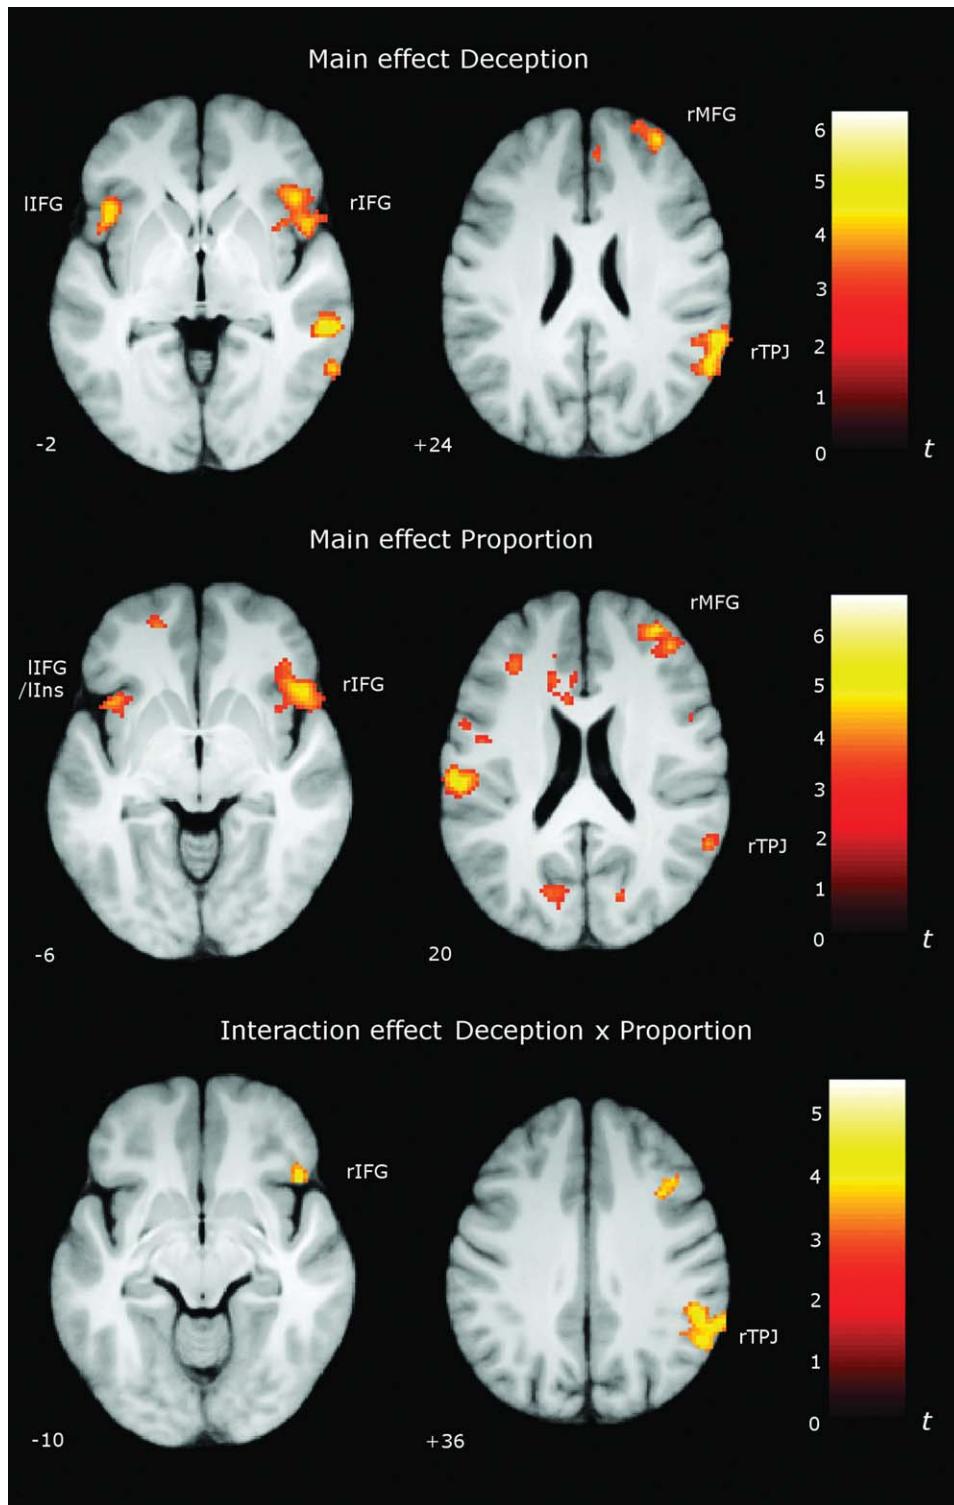 Main effect Deception
rMFG
lIFG
rIFG
rTPJ
-2
+24
6
5
4
3
2
1
0
t
Main effect Proportion
rMFG
lIFG
/lIns
rIFG
rTPJ
-6
20
6
5
4
3
2
1
0
t
Interaction effect Deception x Proportion
rIFG
rTPJ
-10
+36
5
4
3
2
1
0
t